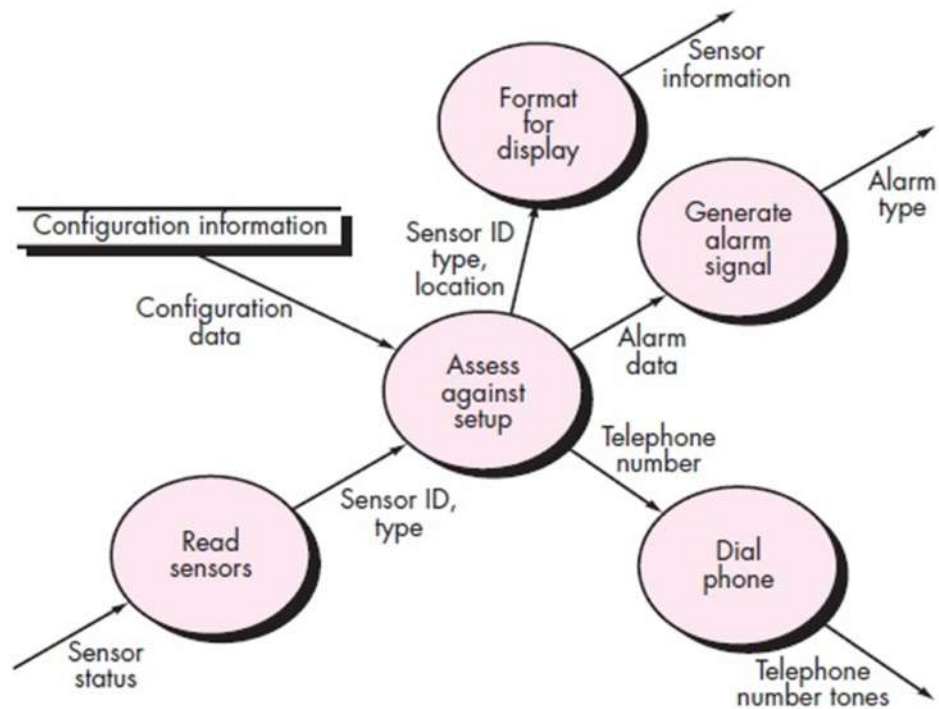 Sensor
information
Format
for
display
Alarm
type
Generate
alarm
signal
Configuration information
Sensor ID
type,
location
Configuration
data
Alarm
data
Assess
against
setup
Telephone
number
Sensor ID,
type
Read
sensors
Dial
phone
Sensor
status
Telephone
number tones